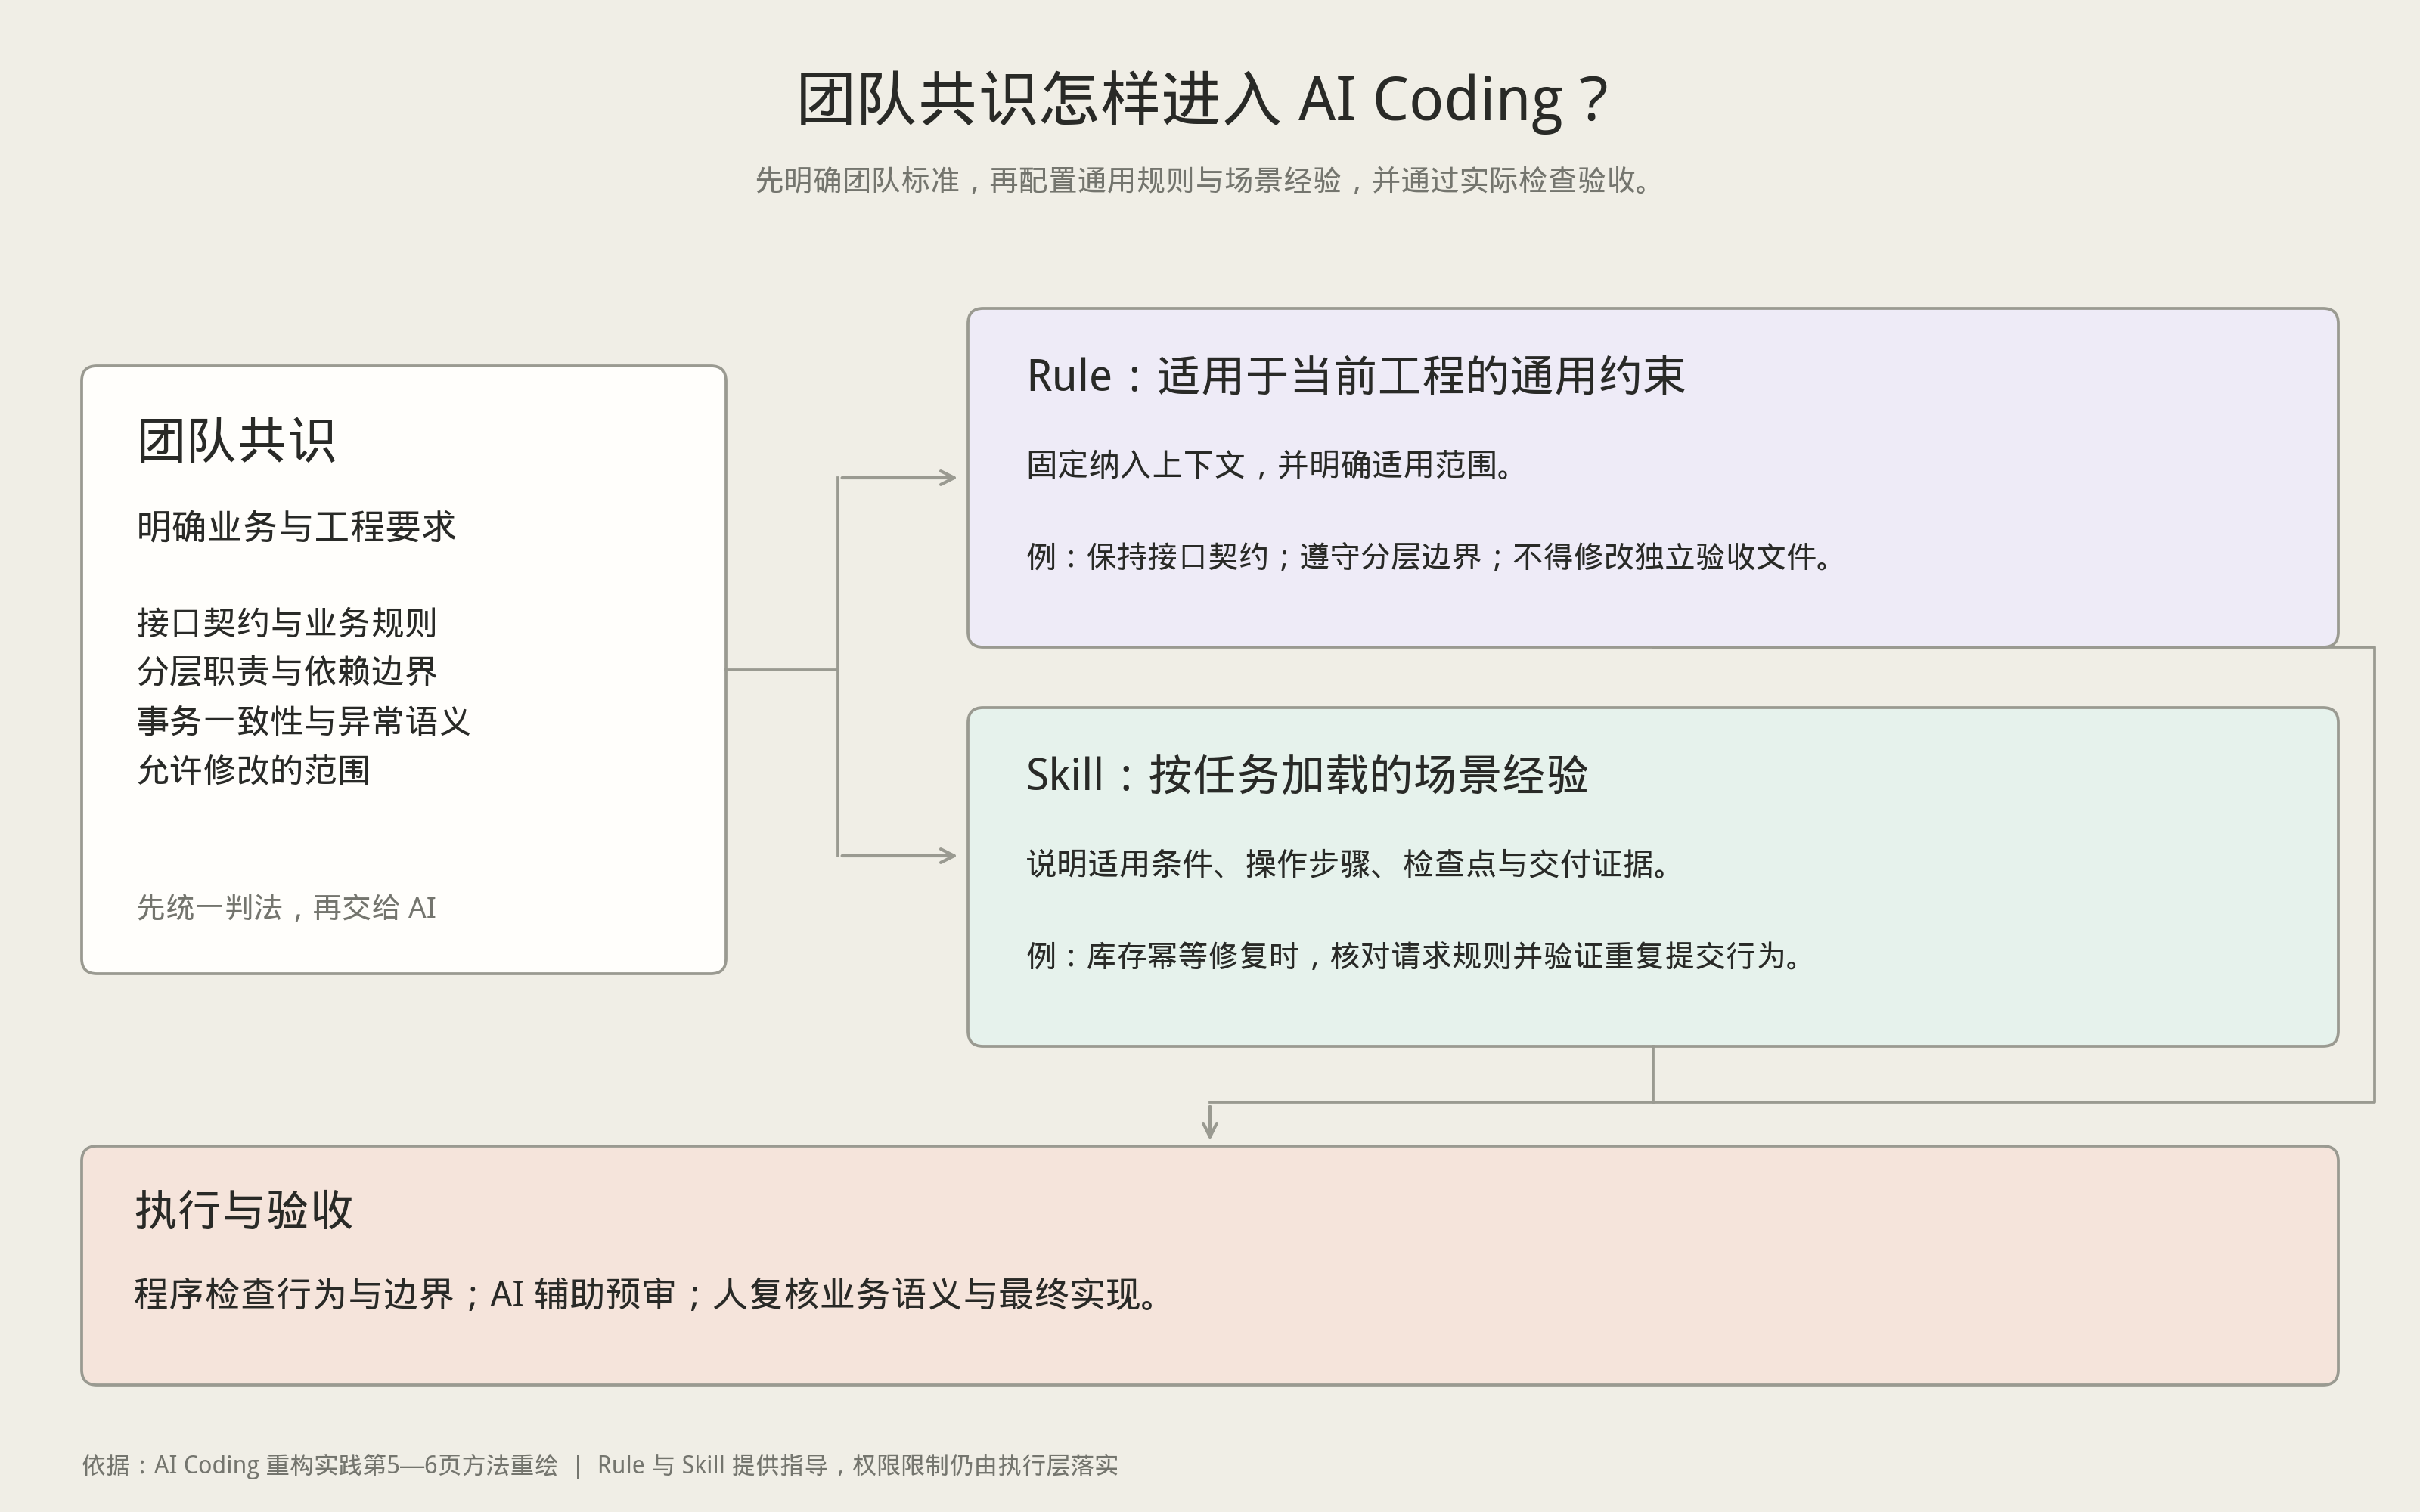 团队共识怎样进入 AI Coding？
先明确团队标准，再配置通用规则与场景经验，并通过实际检查验收。
团队共识
明确业务与工程要求
接口契约与业务规则
分层职责与依赖边界
事务一致性与异常语义
允许修改的范围
先统一判法，再交给 AI
Rule：适用于当前工程的通用约束
固定纳入上下文，并明确适用范围。
例：保持接口契约；遵守分层边界；不得修改独立验收文件。
Skill：按任务加载的场景经验
说明适用条件、操作步骤、检查点与交付证据。
例：库存幂等修复时，核对请求规则并验证重复提交行为。
执行与验收
程序检查行为与边界；AI 辅助预审；人复核业务语义与最终实现。
依据：AI Coding 重构实践第5—6页方法重绘 ｜ Rule 与 Skill 提供指导，权限限制仍由执行层落实